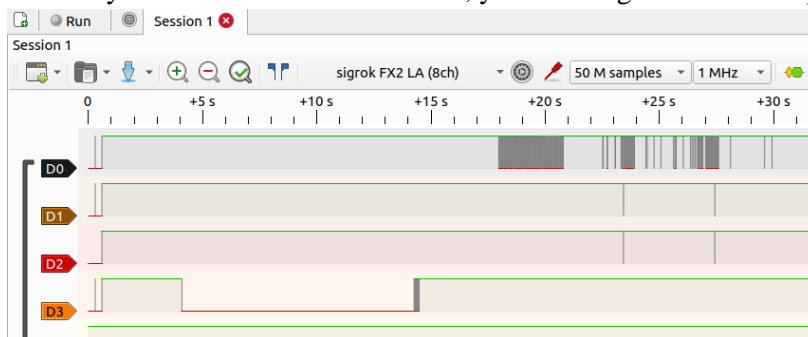 Run Session 1
Session 1
sigrok FX2 LA (8ch) 50 M samples 1 MHz
0 +5 s +10 s +15 s +20 s +25 s +30 s
D0
D1
D2
D3